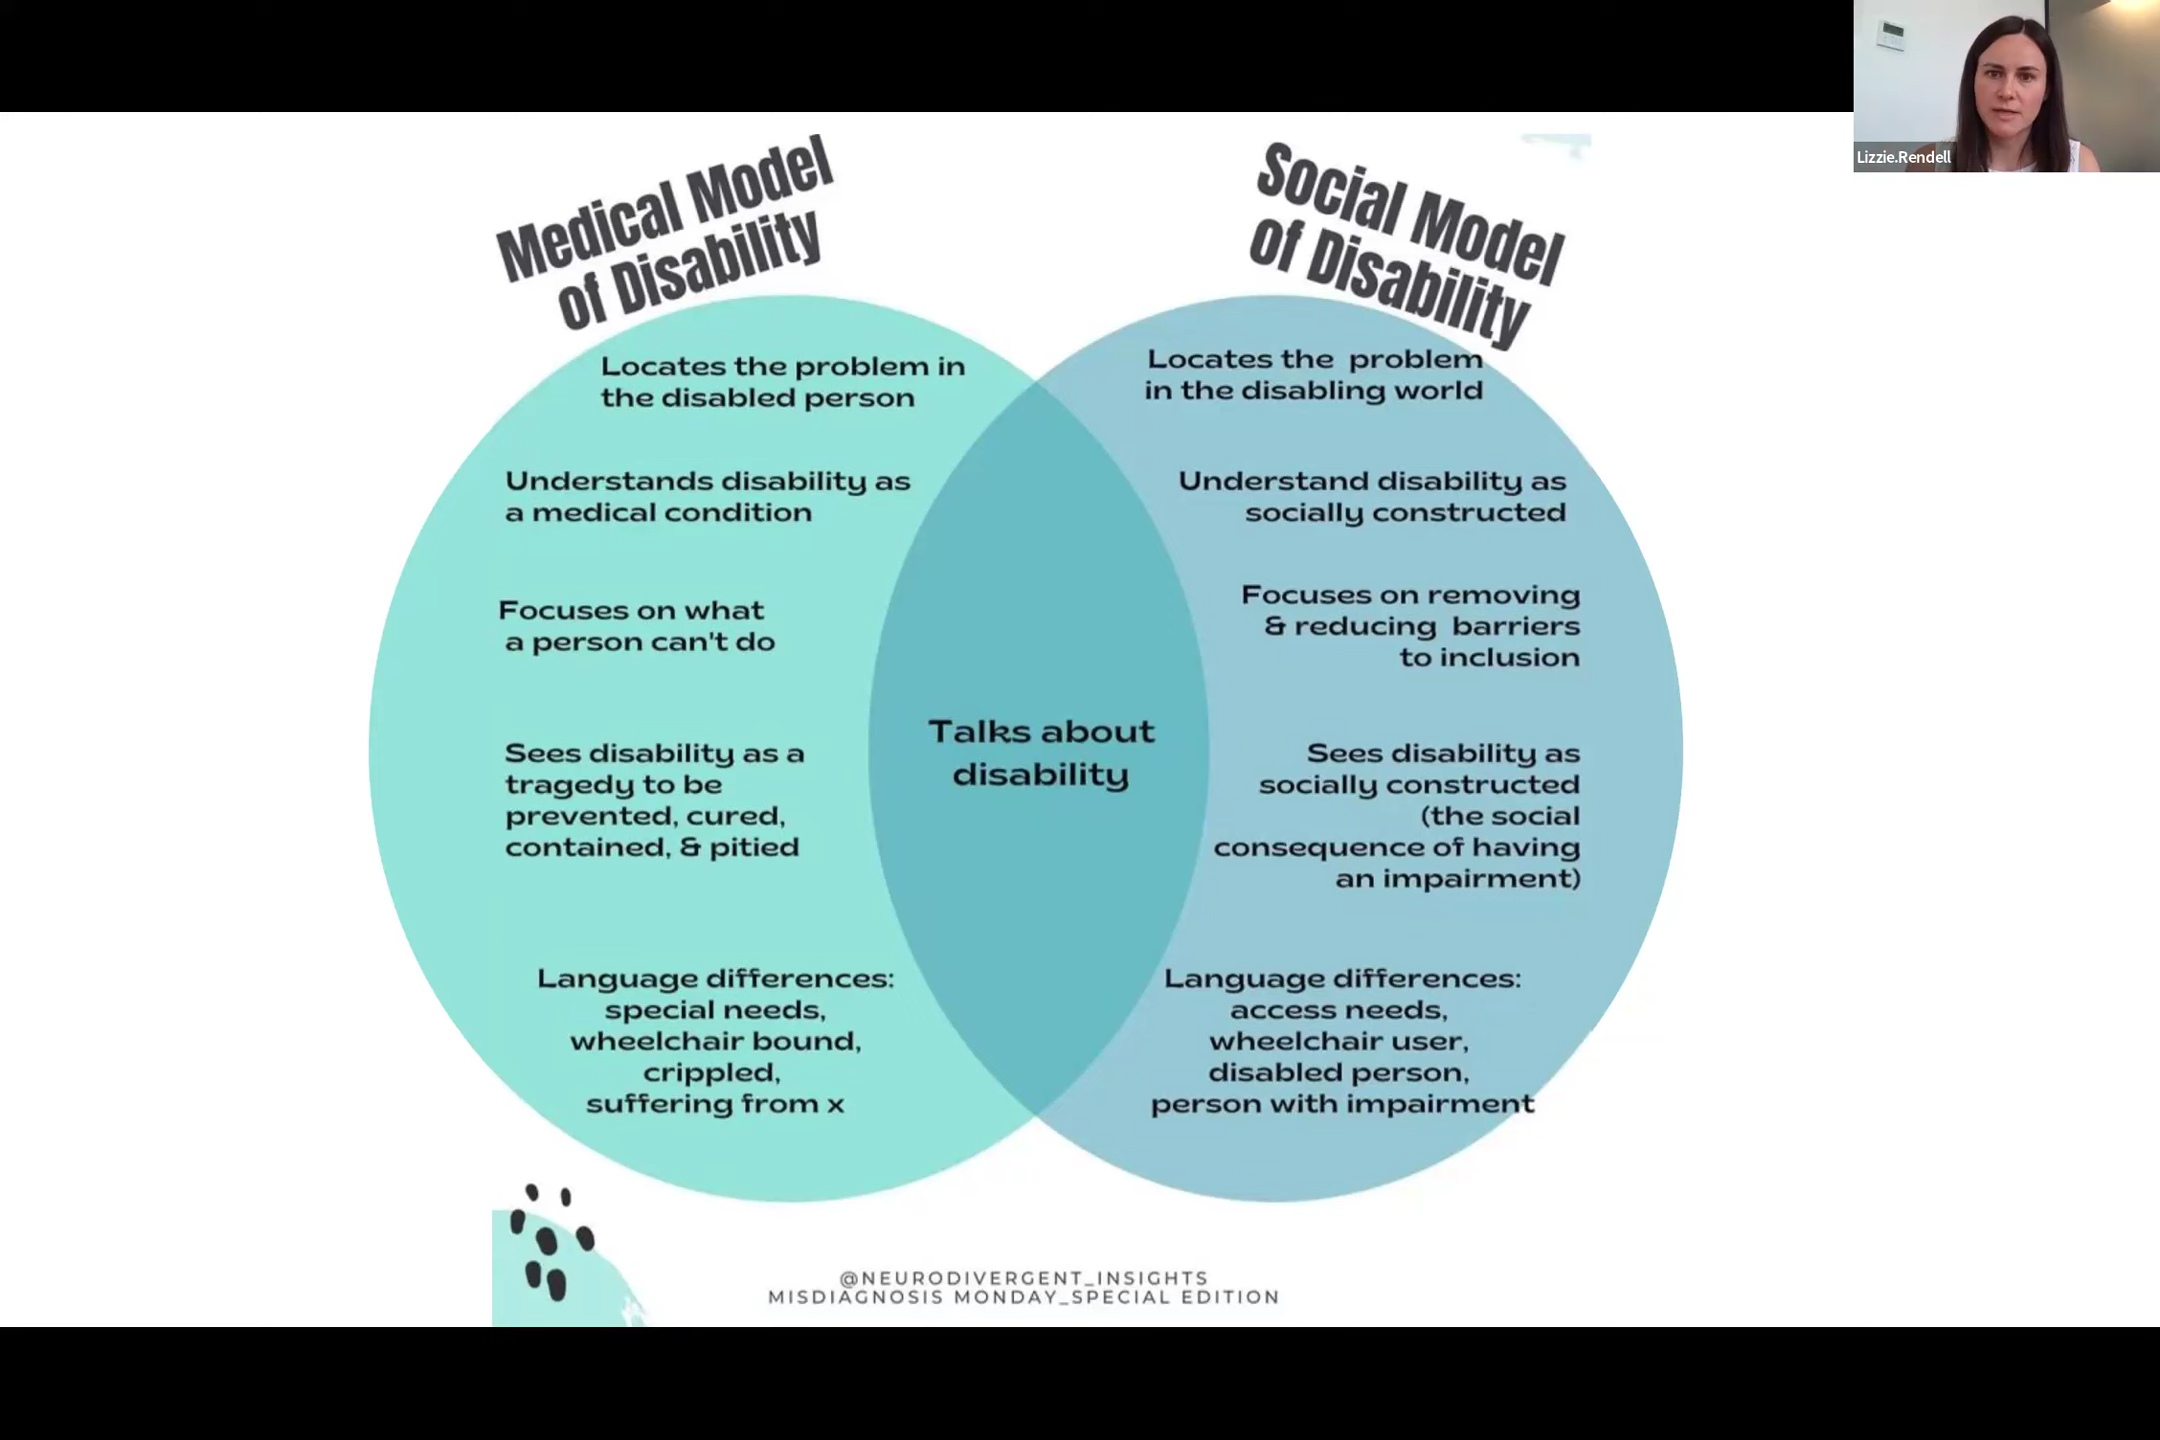 Lizzie.Rendell
Medical Model
of Disability
Locates the problem in
the disabled person
Understands disability as
a medical condition
Focuses on what
a person can't do
Sees disability as a
tragedy to be
prevented, cured,
contained, & pitied
Language differences:
special needs,
wheelchair bound,
crippled,
suffering from x
Talks about
disability
Social Model
of Disability
Locates the problem
in the disabling world
Understand disability as
socially constructed
Focuses on removing
& reducing barriers
to inclusion
Sees disability as
socially constructed
(the social
consequence of having
an impairment)
Language differences:
access needs,
wheelchair user,
disabled person,
person with impairment
@NEURODIVERGENT_INSIGHTS
MISDIAGNOSIS MONDAY_SPECIAL EDITION